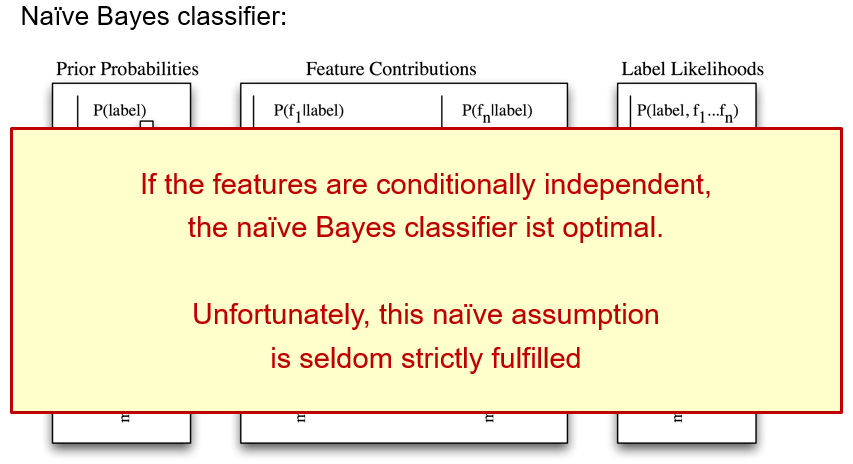 Naïve Bayes classifier:
Prior Probabilities
Feature Contributions
Label Likelihoods
P(label)
P(f1|label)
P(fn|label)
P(label, f1...fn)
If the features are conditionally independent,
the naïve Bayes classifier ist optimal.
Unfortunately, this naïve assumption
is seldom strictly fulfilled